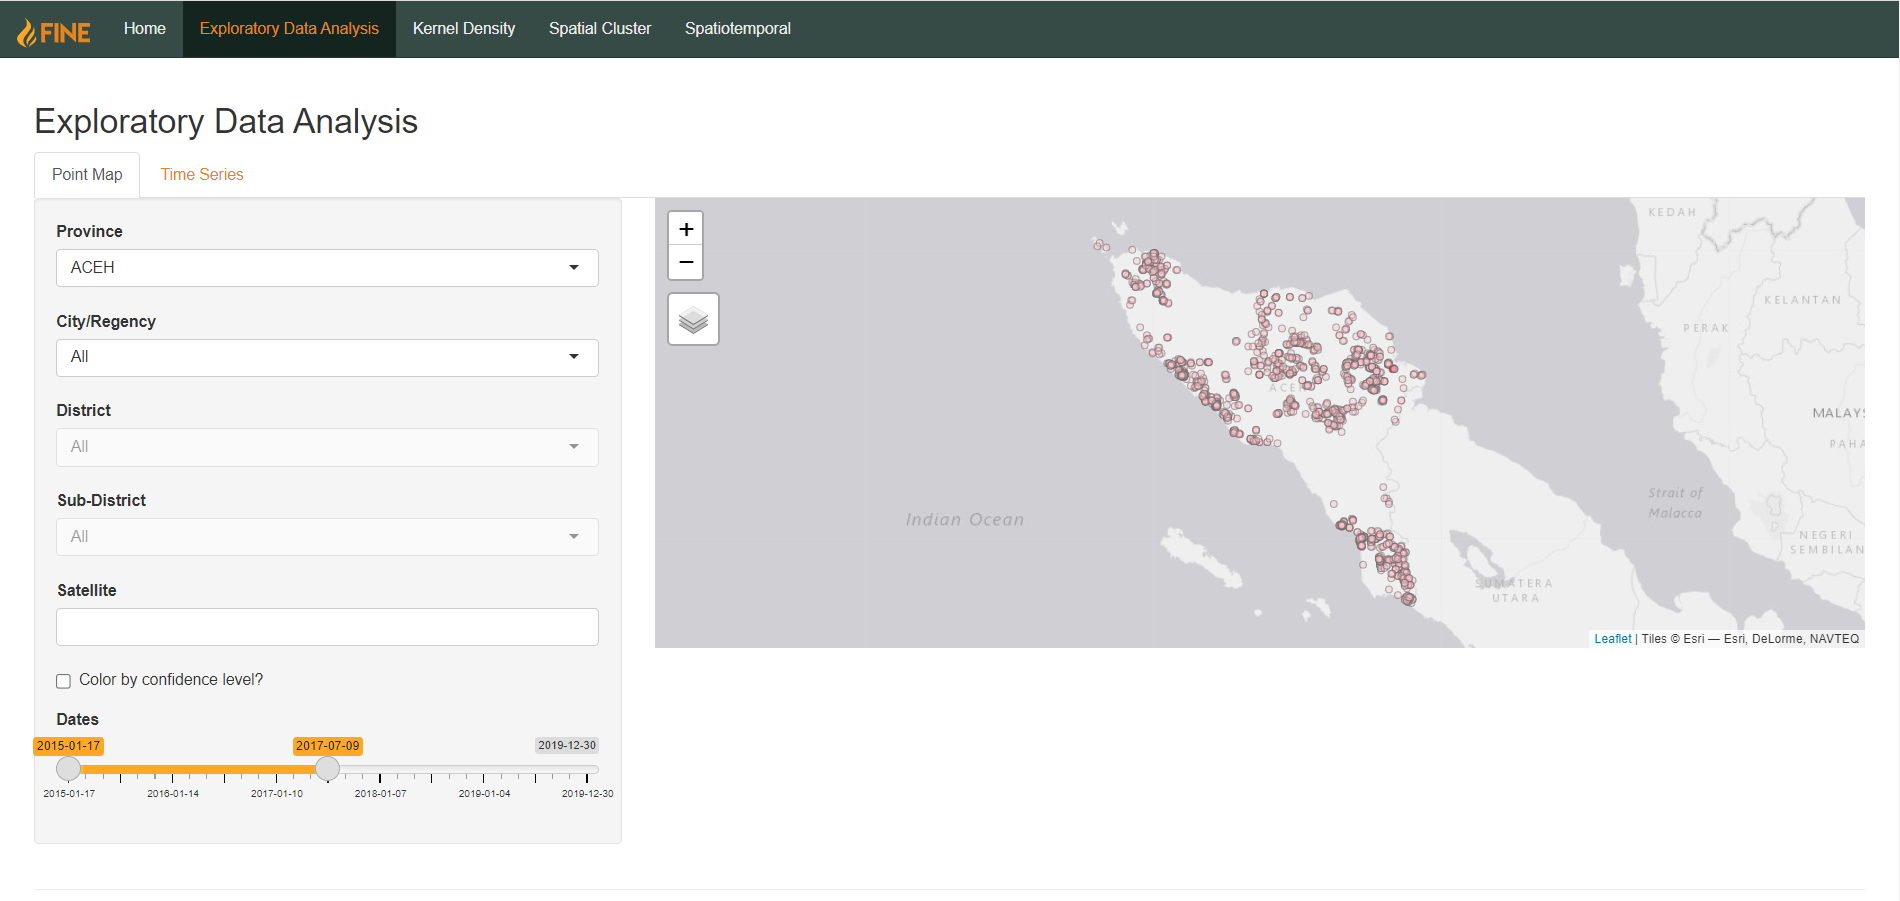 FINE
Home
Exploratory Data Analysis
Kernel Density
Spatial Cluster
Spatiotemporal
Exploratory Data Analysis
Point Map
Time Series
Province
ACEH
City/Regency
All
District
All
Sub-District
All
Satellite
Color by confidence level?
Dates
2015-01-17
2017-07-09
2019-12-30
2015-01-17
2016-01-14
2017-01-10
2018-01-07
2019-01-04
2019-12-30
+
−
KEDAH
KELANTAN
PERAK
MALAYS
PAHA
ACEH
Indian Ocean
Strait of
Malacca
NEGERI
SEMBILAN
SUMATERA
UTARA
Leaflet | Tiles © Esri — Esri, DeLorme, NAVTEQ